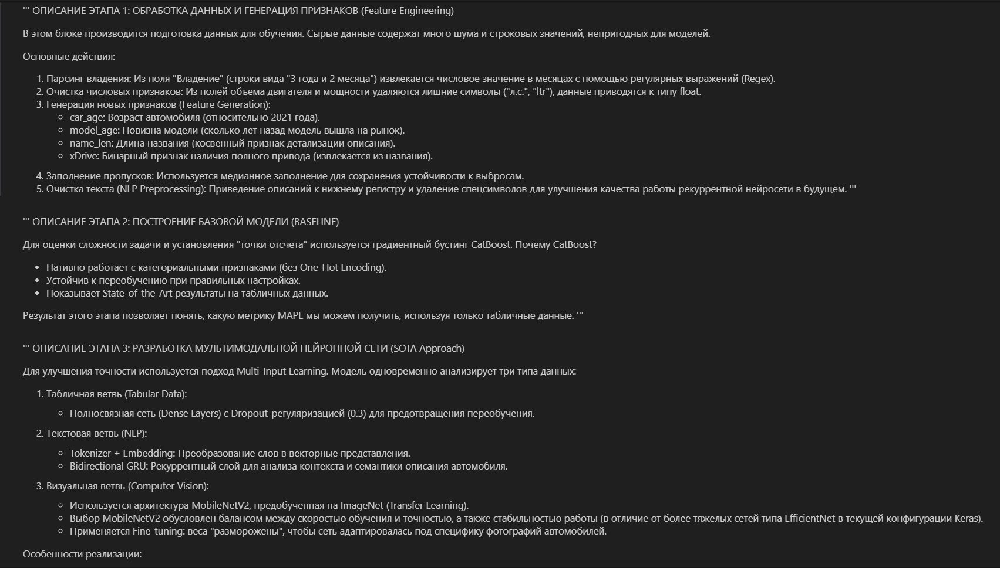 ''' ОПИСАНИЕ ЭТАПА 1: ОБРАБОТКА ДАННЫХ И ГЕНЕРАЦИЯ ПРИЗНАКОВ (Feature Engineering)
В этом блоке производится подготовка данных для обучения. Сырые данные содержат много шума и строковых значений, непригодных для моделей.
Основные действия:
1. Парсинг владения: Из поля "Владение" (строки вида "3 года и 2 месяца") извлекается числовое значение в месяцах с помощью регулярных выражений (Regex).
2. Очистка числовых признаков: Из полей объема двигателя и мощности удаляются лишние символы ("л.с.", "ltr"), данные приводятся к типу float.
3. Генерация новых признаков (Feature Generation):
◦ car_age: Возраст автомобиля (относительно 2021 года).
◦ model_age: Новизна модели (сколько лет назад модель вышла на рынок).
◦ name_len: Длина названия (косвенный признак детализации описания).
◦ xDrive: Бинарный признак наличия полного привода (извлекается из названия).
4. Заполнение пропусков: Используется медианное заполнение для сохранения устойчивости к выбросам.
5. Очистка текста (NLP Preprocessing): Приведение описаний к нижнему регистру и удаление спецсимволов для улучшения качества работы рекуррентной нейросети в будущем. '''
''' ОПИСАНИЕ ЭТАПА 2: ПОСТРОЕНИЕ БАЗОВОЙ МОДЕЛИ (BASELINE)
Для оценки сложности задачи и установления "точки отсчета" используется градиентный бустинг CatBoost. Почему CatBoost?
• Нативно работает с категориальными признаками (без One-Hot Encoding).
• Устойчив к переобучению при правильных настройках.
• Показывает State-of-the-Art результаты на табличных данных.
Результат этого этапа позволяет понять, какую метрику MAPE мы можем получить, используя только табличные данные. '''
''' ОПИСАНИЕ ЭТАПА 3: РАЗРАБОТКА МУЛЬТИМОДАЛЬНОЙ НЕЙРОННОЙ СЕТИ (SOTA Approach)
Для улучшения точности используется подход Multi-Input Learning. Модель одновременно анализирует три типа данных:
1. Табличная ветвь (Tabular Data):
◦ Полносвязная сеть (Dense Layers) с Dropout-регуляризацией (0.3) для предотвращения переобучения.
2. Текстовая ветвь (NLP):
◦ Tokenizer + Embedding: Преобразование слов в векторные представления.
◦ Bidirectional GRU: Рекуррентный слой для анализа контекста и семантики описания автомобиля.
3. Визуальная ветвь (Computer Vision):
◦ Используется архитектура MobileNetV2, предобученная на ImageNet (Transfer Learning).
◦ Выбор MobileNetV2 обусловлен балансом между скоростью обучения и точностью, а также стабильностью работы (в отличие от более тяжелых сетей типа EfficientNet в текущей конфигурации Keras).
◦ Применяется Fine-tuning: веса "разморожены", чтобы сеть адаптировалась под специфику фотографий автомобилей.
Особенности реализации: